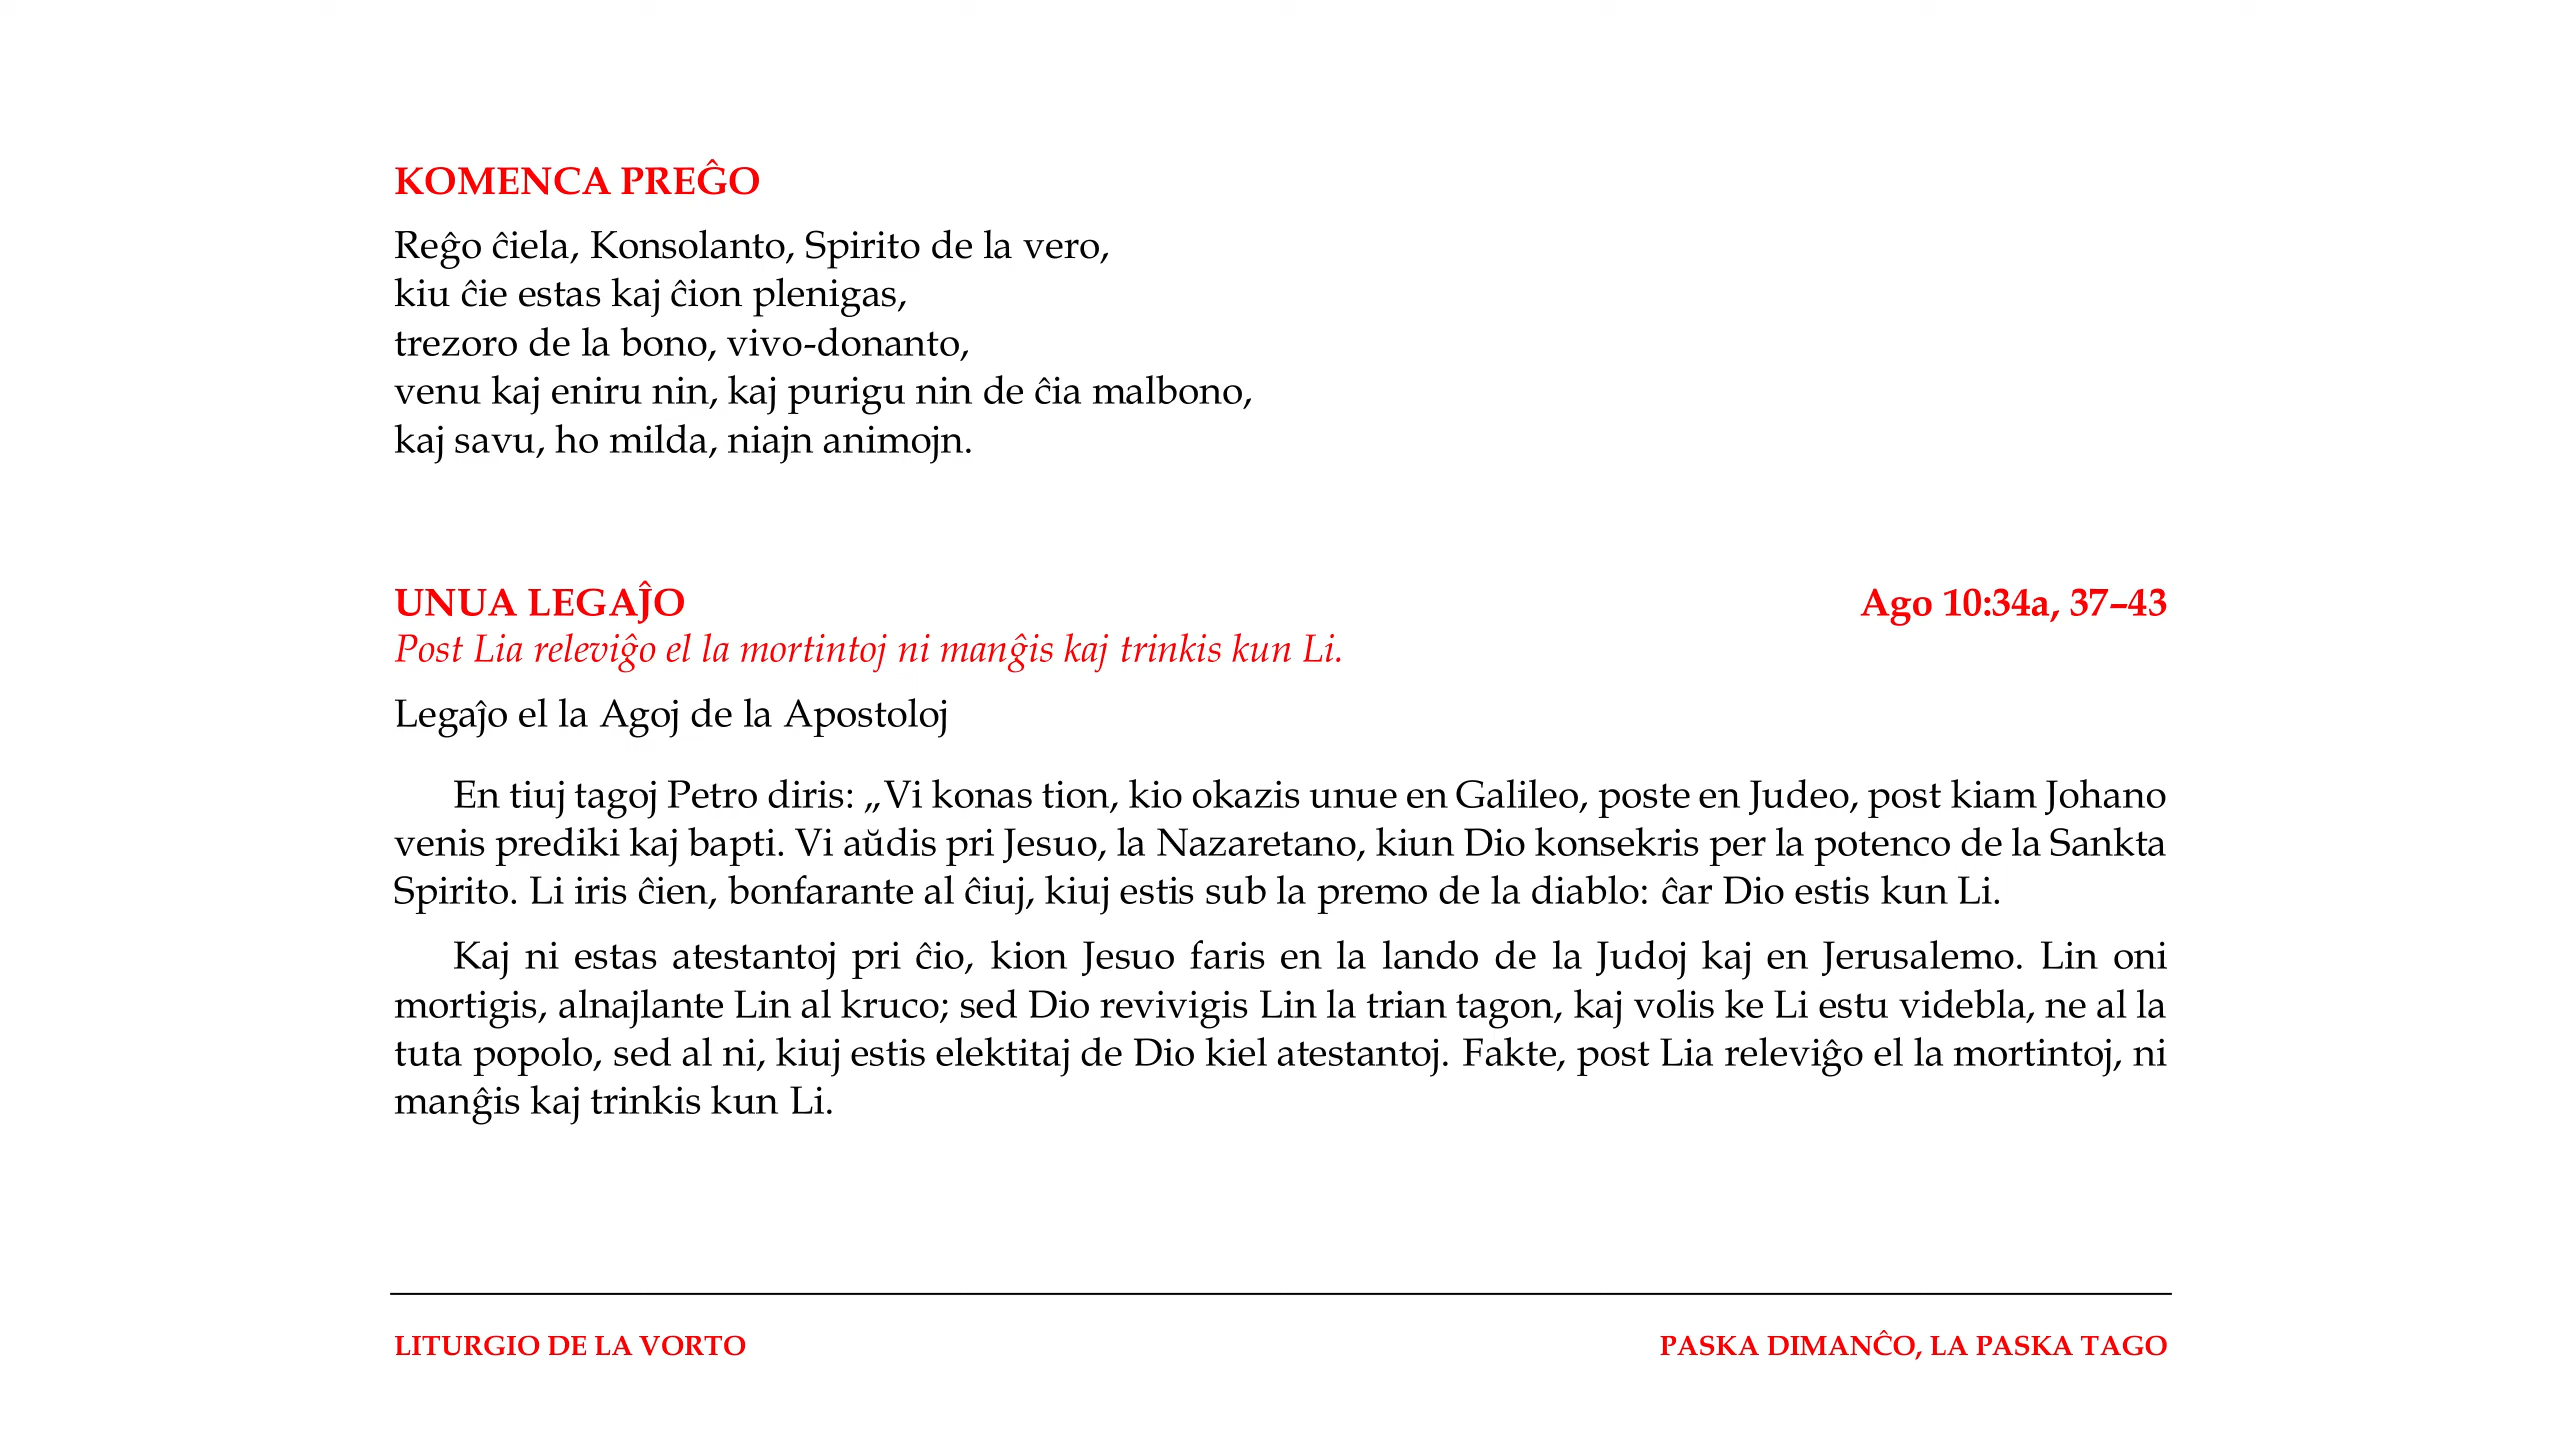 KOMENCA PREĜO
Reĝo ĉiela, Konsolanto, Spirito de la vero,
kiu ĉie estas kaj ĉion plenigas,
trezoro de la bono, vivo-donanto,
venu kaj eniru nin, kaj purigu nin de ĉia malbono,
kaj savu, ho milda, niajn animojn.
UNUA LEGAĴO Ago 10:34a, 37–43
Post Lia releviĝo el la mortintoj ni manĝis kaj trinkis kun Li.
Legaĵo el la Agoj de la Apostoloj
En tiuj tagoj Petro diris: „Vi konas tion, kio okazis unue en Galileo, poste en Judeo, post kiam Johano
venis prediki kaj bapti. Vi aŭdis pri Jesuo, la Nazaretano, kiun Dio konsekris per la potenco de la Sankta
Spirito. Li iris ĉien, bonfarante al ĉiuj, kiuj estis sub la premo de la diablo: ĉar Dio estis kun Li.
Kaj ni estas atestantoj pri ĉio, kion Jesuo faris en la lando de la Judoj kaj en Jerusalemo. Lin oni
mortigis, alnajlante Lin al kruco; sed Dio revivigis Lin la trian tagon, kaj volis ke Li estu videbla, ne al la
tuta popolo, sed al ni, kiuj estis elektitaj de Dio kiel atestantoj. Fakte, post Lia releviĝo el la mortintoj, ni
manĝis kaj trinkis kun Li.
LITURGIO DE LA VORTO PASKA DIMANĈO, LA PASKA TAGO